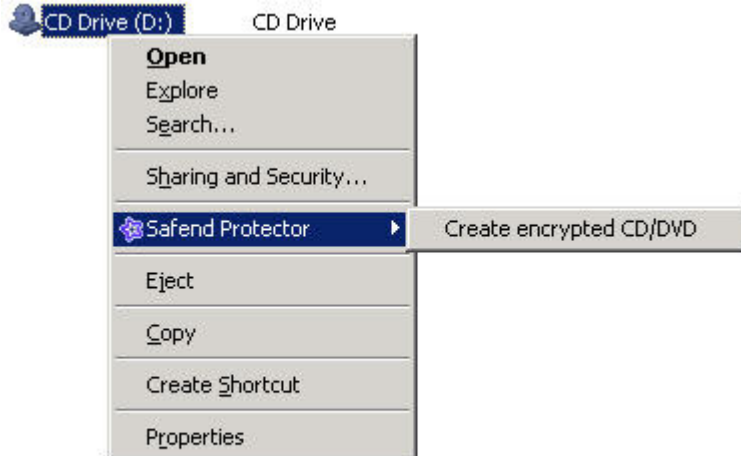 CD Drive (D:) CD Drive
Open
Explore
Search...
Sharing and Security...
Safend Protector Create encrypted CD/DVD
Eject
Copy
Create Shortcut
Properties